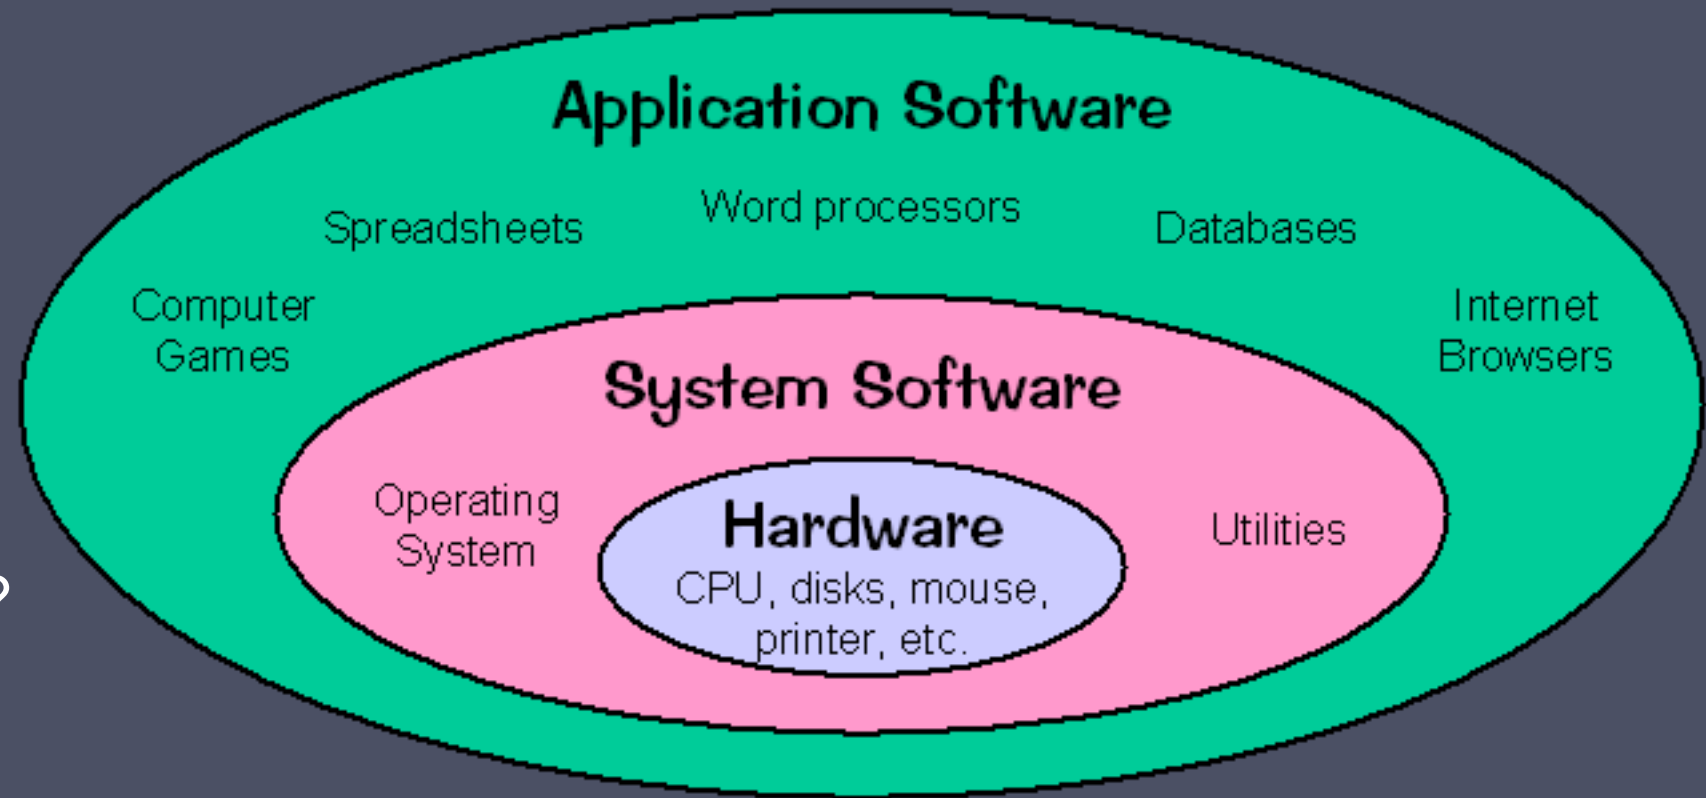 Application Software
Word processors
Spreadsheets
Databases
Computer
Games
Internet
Browsers
System Software
Operating
System
Utilities
Hardware
CPU, disks, mouse,
printer, etc.